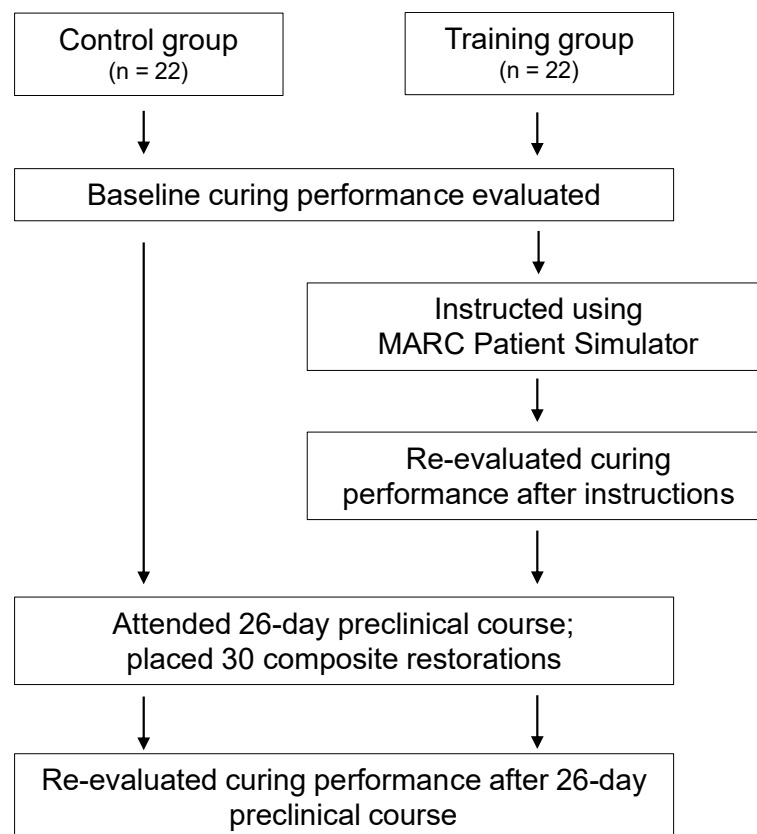 Control group
(n = 22)
Training group
(n = 22)
Baseline curing performance evaluated
Instructed using
MARC Patient Simulator
Re-evaluated curing
performance after instructions
Attended 26-day preclinical course;
placed 30 composite restorations
Re-evaluated curing performance after 26-day
preclinical course